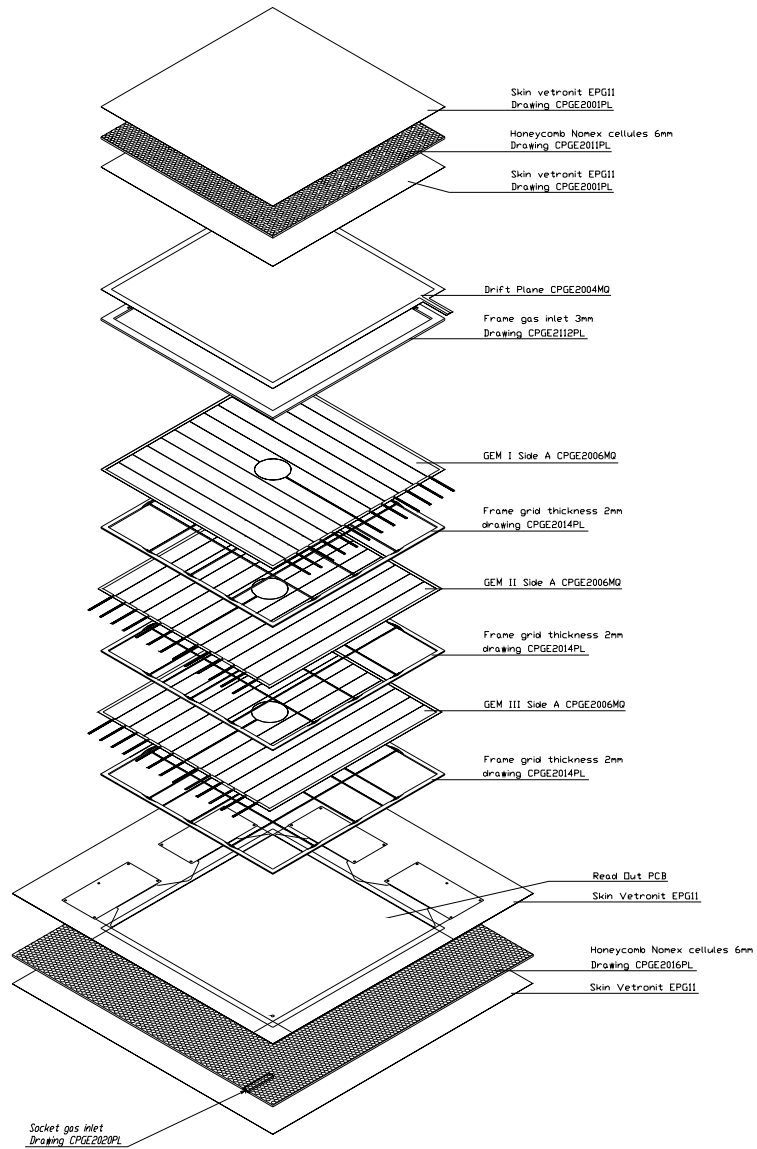 Skin vetronit EPG11
Drawing CPGE2001PL
Honeycomb Nomex cellules 6mm
Drawing CPGE2011PL
Skin vetronit EPG11
Drawing CPGE2001PL
Drift Plane CPGE2004MQ
Frame gas inlet 3mm
Drawing CPGE2112PL
GEM I Side A CPGE2006MQ
Frame grid thickness 2mm
drawing CPGE2014PL
GEM II Side A CPGE2006MQ
Frame grid thickness 2mm
drawing CPGE2014PL
GEM III Side A CPGE2006MQ
Frame grid thickness 2mm
drawing CPGE2014PL
Read Out PCB
Skin Vetronit EPG11
Honeycomb Nomex cellules 6mm
Drawing CPGE2016PL
Skin Vetronit EPG11
Socket gas inlet
Drawing CPGE2020PL